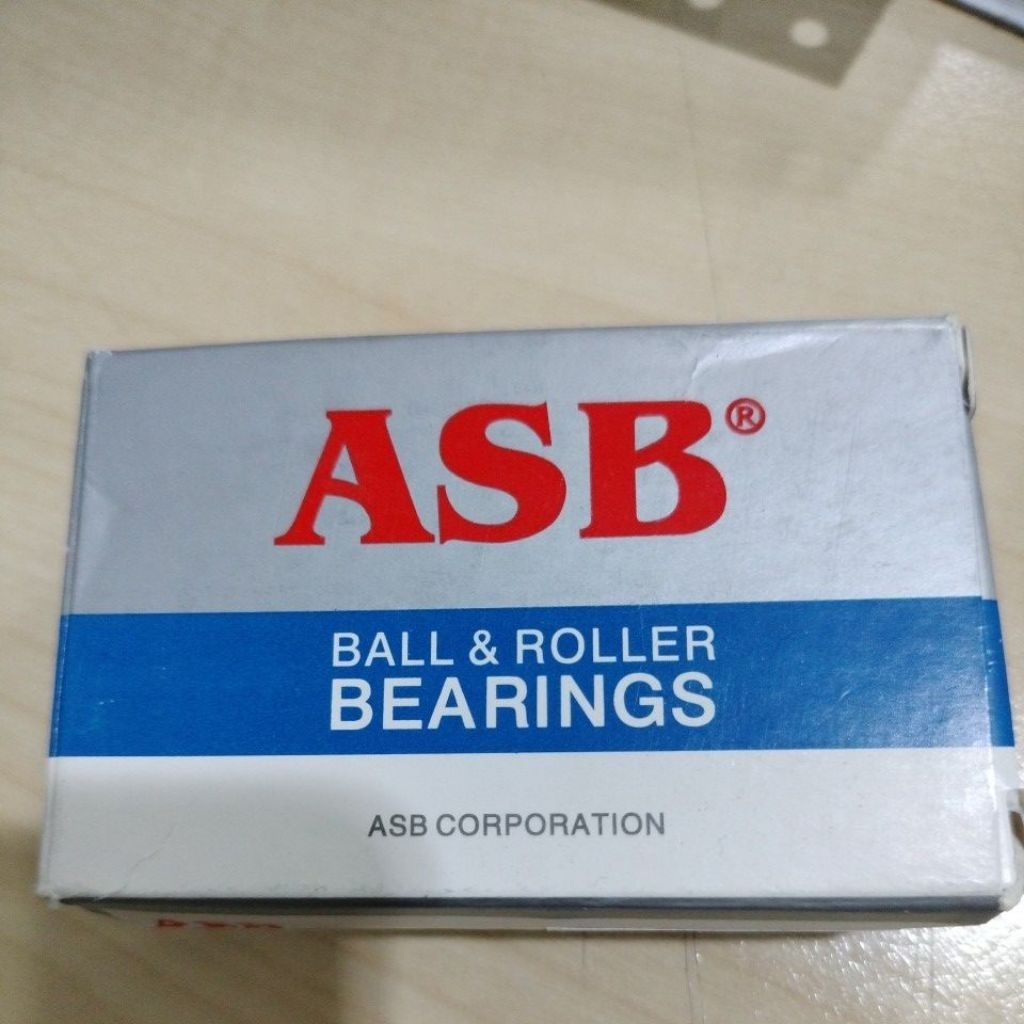 ASB®
BALL & ROLLER
BEARINGS
ASB CORPORATION